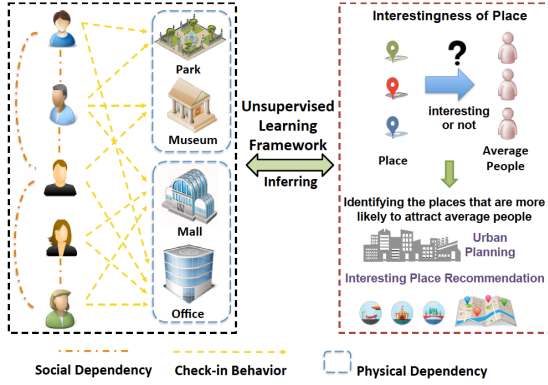 Park
Museum
Mall
Office
Unsupervised
Learning
Framework
Inferring
Interestingness of Place
?
interesting
or not
Place
Average
People
Identifying the places that are more
likely to attract average people
Urban
Planning
Interesting Place Recommendation
Social Dependency
Check-in Behavior
Physical Dependency